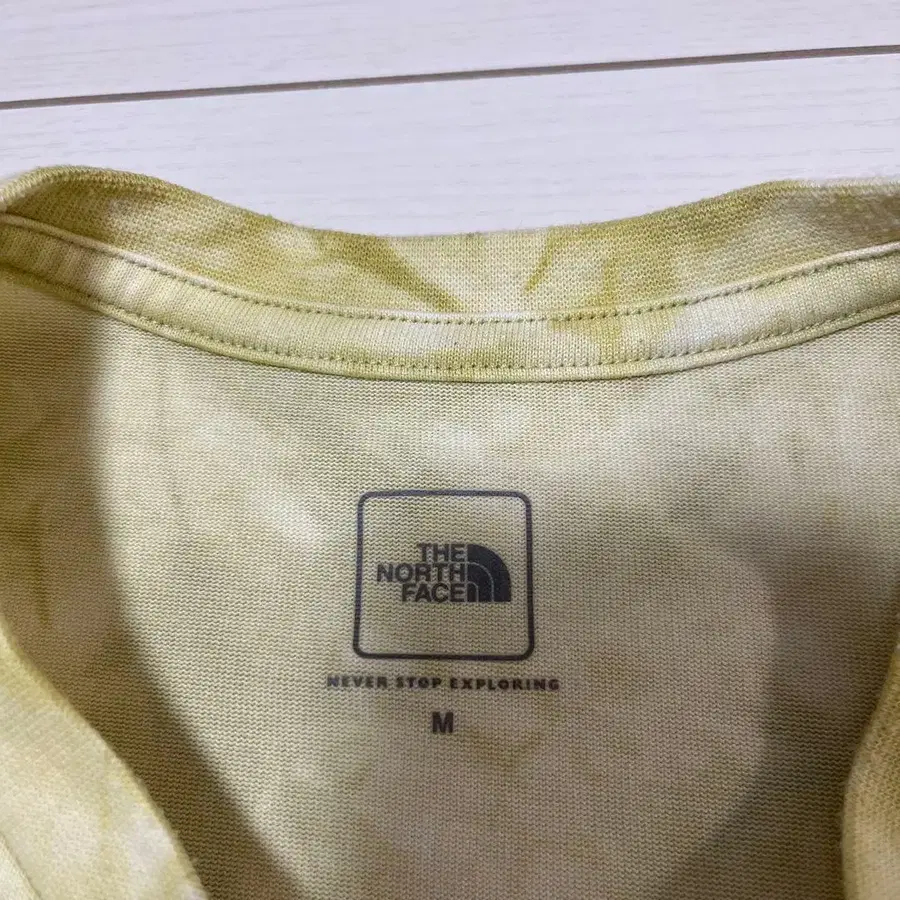 THE
NORTH
FACE
NEVER STOP EXPLORING
M